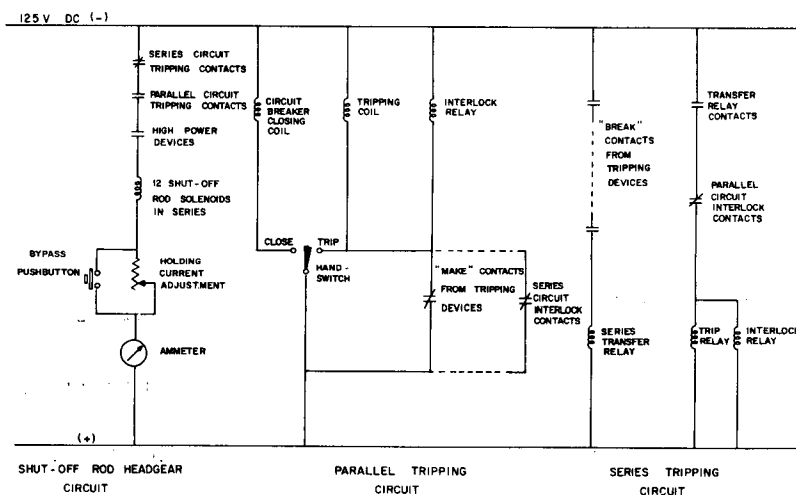 125 V DC (-)
SERIES CIRCUIT
TRIPPING CONTACTS
PARALLEL CIRCUIT
TRIPPING CONTACTS
HIGH POWER
DEVICES
12 SHUT-OFF
ROD SOLENOIDS
IN SERIES
BYPASS
PUSHBUTTON
HOLDING
CURRENT
ADJUSTMENT
AMMETER
(+)
SHUT-OFF ROD HEADGEAR
CIRCUIT
CIRCUIT
BREAKER
CLOSING
COIL
TRIPPING
COIL
INTERLOCK
RELAY
CLOSE
TRIP
HAND-
SWITCH
"MAKE" CONTACTS
FROM TRIPPING
DEVICES
SERIES
CIRCUIT
INTERLOCK
CONTACTS
PARALLEL TRIPPING
CIRCUIT
"BREAK"
CONTACTS
FROM
TRIPPING
DEVICES
SERIES
TRANSFER
RELAY
TRANSFER
RELAY
CONTACTS
PARALLEL
CIRCUIT
INTERLOCK
CONTACTS
TRIP
RELAY
INTERLOCK
RELAY
SERIES TRIPPING
CIRCUIT